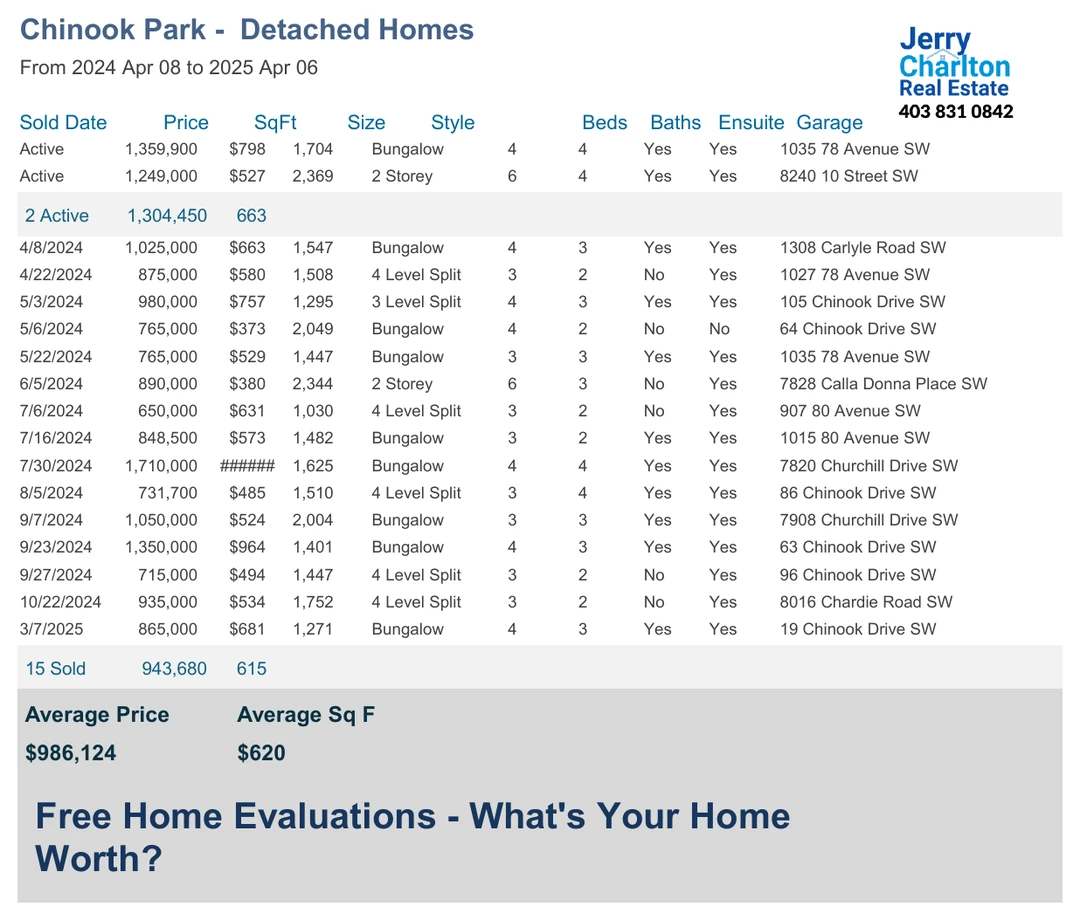 Chinook Park -  Detached Homes
From 2024 Apr 08 to 2025 Apr 06
Jerry
Charlton
Real Estate
403 831 0842
Sold Date Price SqFt Size Style Beds Baths Ensuite Garage
Active 1,359,900 $798 1,704 Bungalow 4 4 Yes Yes 1035 78 Avenue SW
Active 1,249,000 $527 2,369 2 Storey 6 4 Yes Yes 8240 10 Street SW
2 Active 1,304,450 663
4/8/2024 1,025,000 $663 1,547 Bungalow 4 3 Yes Yes 1308 Carlyle Road SW
4/22/2024 875,000 $580 1,508 4 Level Split 3 2 No Yes 1027 78 Avenue SW
5/3/2024 980,000 $757 1,295 3 Level Split 4 3 Yes Yes 105 Chinook Drive SW
5/6/2024 765,000 $373 2,049 Bungalow 4 2 No No 64 Chinook Drive SW
5/22/2024 765,000 $529 1,447 Bungalow 3 3 Yes Yes 1035 78 Avenue SW
6/5/2024 890,000 $380 2,344 2 Storey 6 3 No Yes 7828 Calla Donna Place SW
7/6/2024 650,000 $631 1,030 4 Level Split 3 2 No Yes 907 80 Avenue SW
7/16/2024 848,500 $573 1,482 Bungalow 3 2 Yes Yes 1015 80 Avenue SW
7/30/2024 1,710,000 ###### 1,625 Bungalow 4 4 Yes Yes 7820 Churchill Drive SW
8/5/2024 731,700 $485 1,510 4 Level Split 3 4 Yes Yes 86 Chinook Drive SW
9/7/2024 1,050,000 $524 2,004 Bungalow 3 3 Yes Yes 7908 Churchill Drive SW
9/23/2024 1,350,000 $964 1,401 Bungalow 4 3 Yes Yes 63 Chinook Drive SW
9/27/2024 715,000 $494 1,447 4 Level Split 3 2 No Yes 96 Chinook Drive SW
10/22/2024 935,000 $534 1,752 4 Level Split 3 2 No Yes 8016 Chardie Road SW
3/7/2025 865,000 $681 1,271 Bungalow 4 3 Yes Yes 19 Chinook Drive SW
15 Sold 943,680 615
Average Price Average Sq F
$986,124 $620
Free Home Evaluations - What's Your Home
Worth?